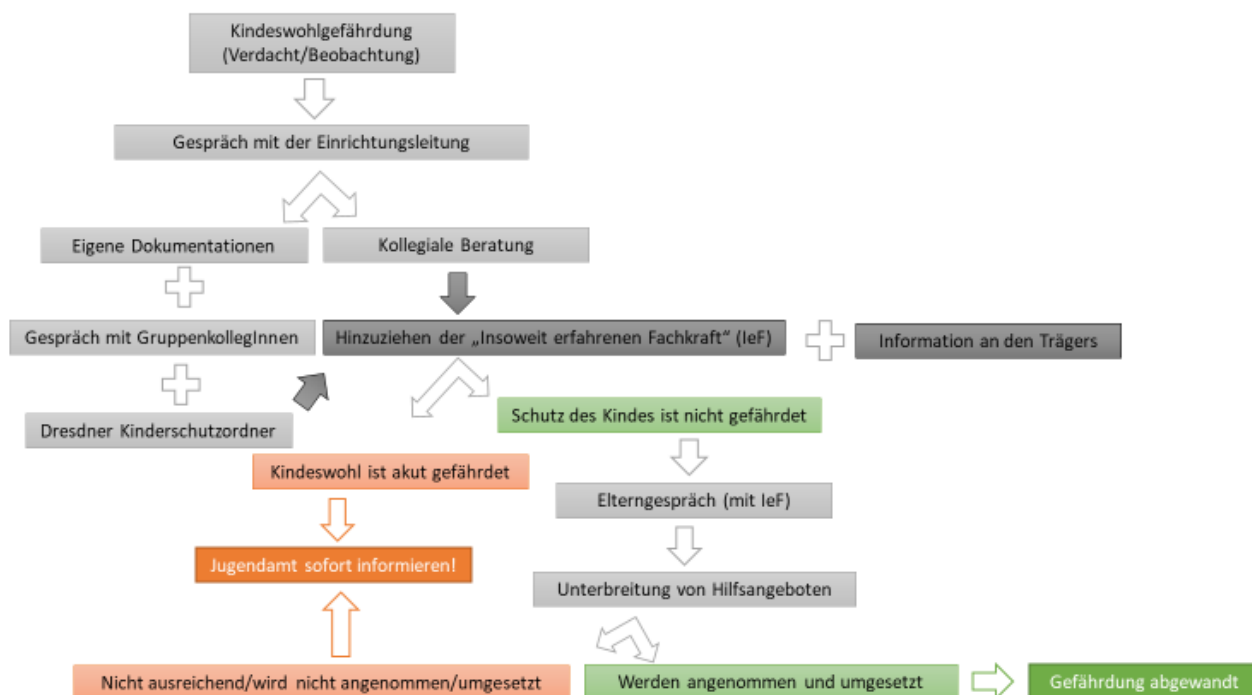 Kindeswohlgefährdung
(Verdacht/Beobachtung)
Gespräch mit der Einrichtungsleitung
Eigene Dokumentationen
Kollegiale Beratung
Gespräch mit GruppenkollegInnen
Hinzuziehen der „Insoweit erfahrenen Fachkraft“ (IeF)
Information an den Trägers
Dresdner Kinderschutzordner
Schutz des Kindes ist nicht gefährdet
Kindeswohl ist akut gefährdet
Elterngespräch (mit IeF)
Jugendamt sofort informieren!
Unterbreitung von Hilfsangeboten
Nicht ausreichend/wird nicht angenommen/umgesetzt
Werden angenommen und umgesetzt
Gefährdung abgewandt